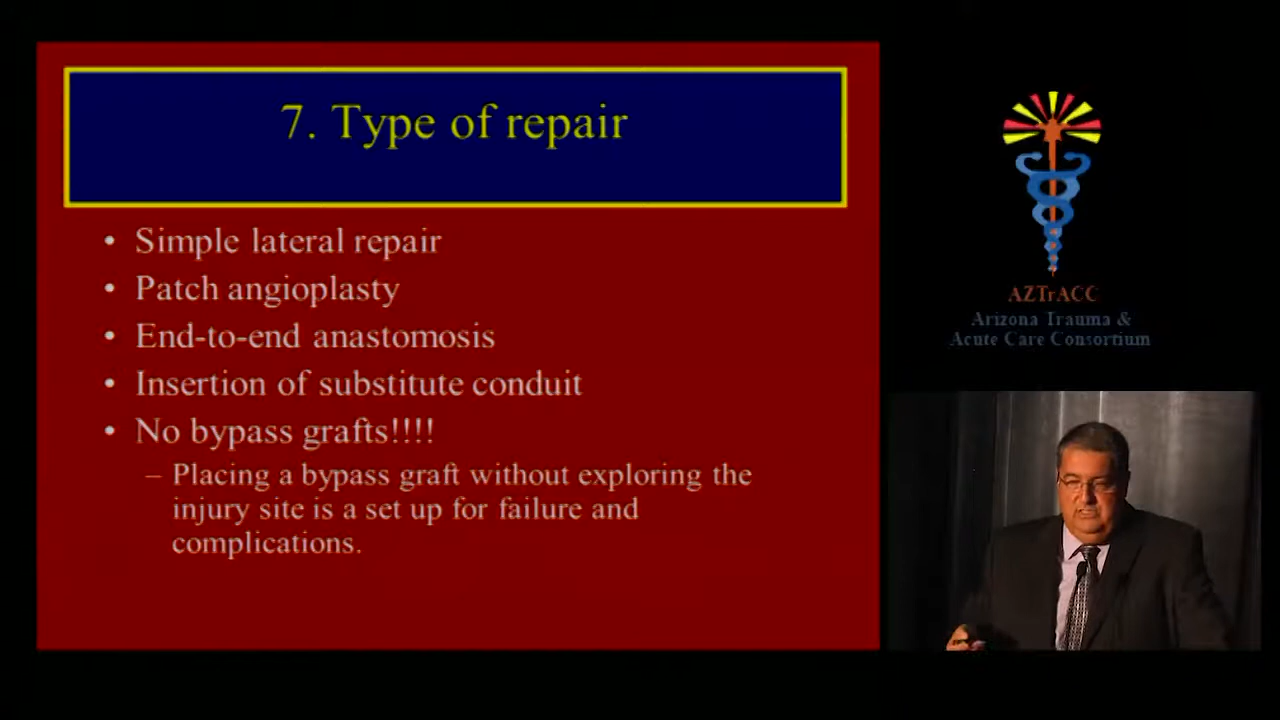 7. Type of repair
• Simple lateral repair
• Patch angioplasty
• End-to-end anastomosis
• Insertion of substitute conduit
• No bypass grafts!!!!
– Placing a bypass graft without exploring the
injury site is a set up for failure and
complications.
AZTrACC
Arizona Trauma &
Acute Care Consortium